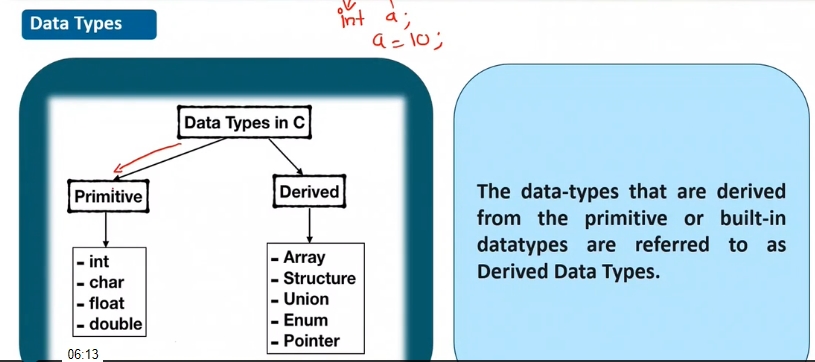 Data Types
int a;
a = 10;
Data Types in C
Primitive
Derived
- int
- char
- float
- double
- Array
- Structure
- Union
- Enum
- Pointer
The data-types that are derived
from the primitive or built-in
datatypes are referred to as
Derived Data Types.
06:13